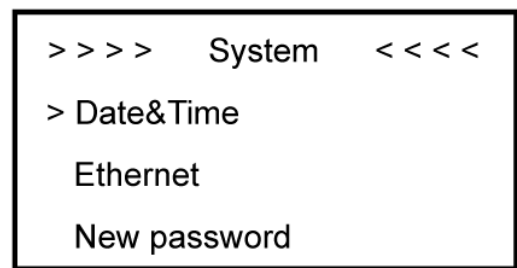 > > > > System < < < <
> Date&Time
Ethernet
New password